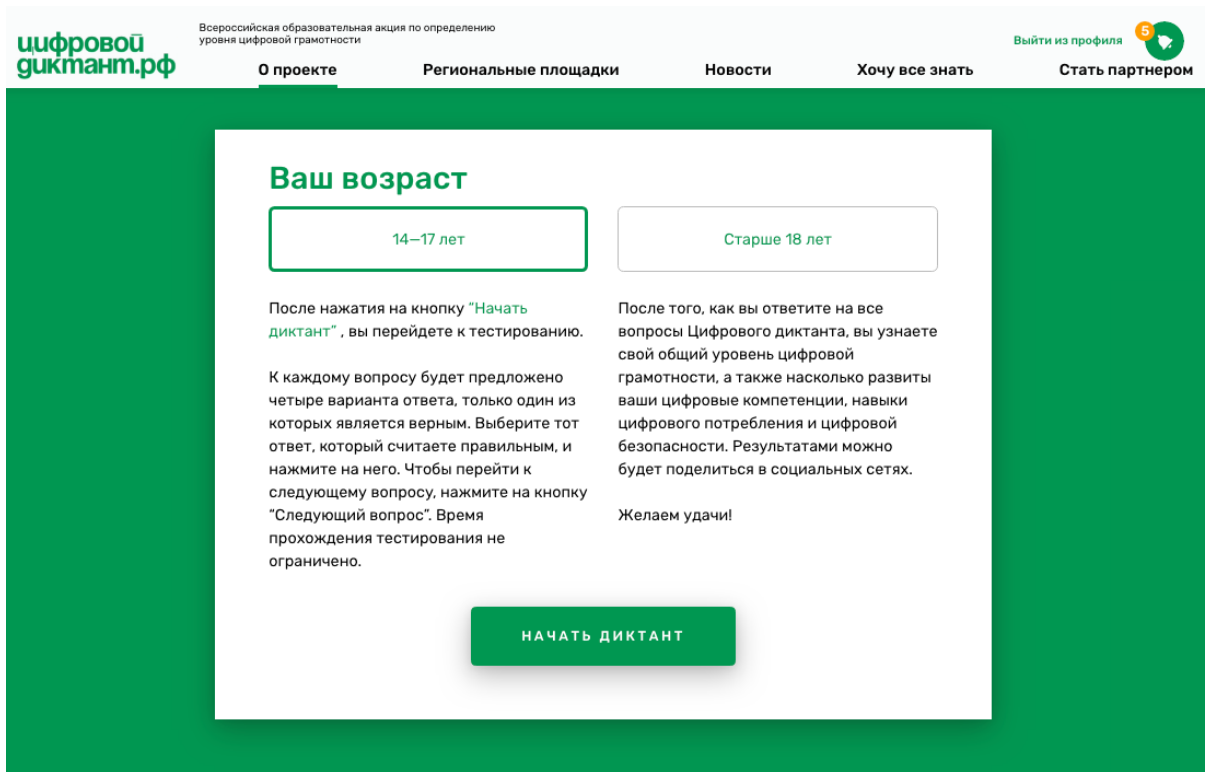 цифровой
диктант.рф
Всероссийская образовательная акция по определению
уровня цифровой грамотности
Выйти из профиля
5
О проекте
Региональные площадки
Новости
Хочу все знать
Стать партнером
Ваш возраст
14—17 лет
Старше 18 лет
После нажатия на кнопку “Начать
диктант” , вы перейдете к тестированию.
К каждому вопросу будет предложено
четыре варианта ответа, только один из
которых является верным. Выберите тот
ответ, который считаете правильным, и
нажмите на него. Чтобы перейти к
следующему вопросу, нажмите на кнопку
“Следующий вопрос”. Время
прохождения тестирования не
ограничено.
После того, как вы ответите на все
вопросы Цифрового диктанта, вы узнаете
свой общий уровень цифровой
грамотности, а также насколько развиты
ваши цифровые компетенции, навыки
цифрового потребления и цифровой
безопасности. Результатами можно
будет поделиться в социальных сетях.
Желаем удачи!
НАЧАТЬ ДИКТАНТ